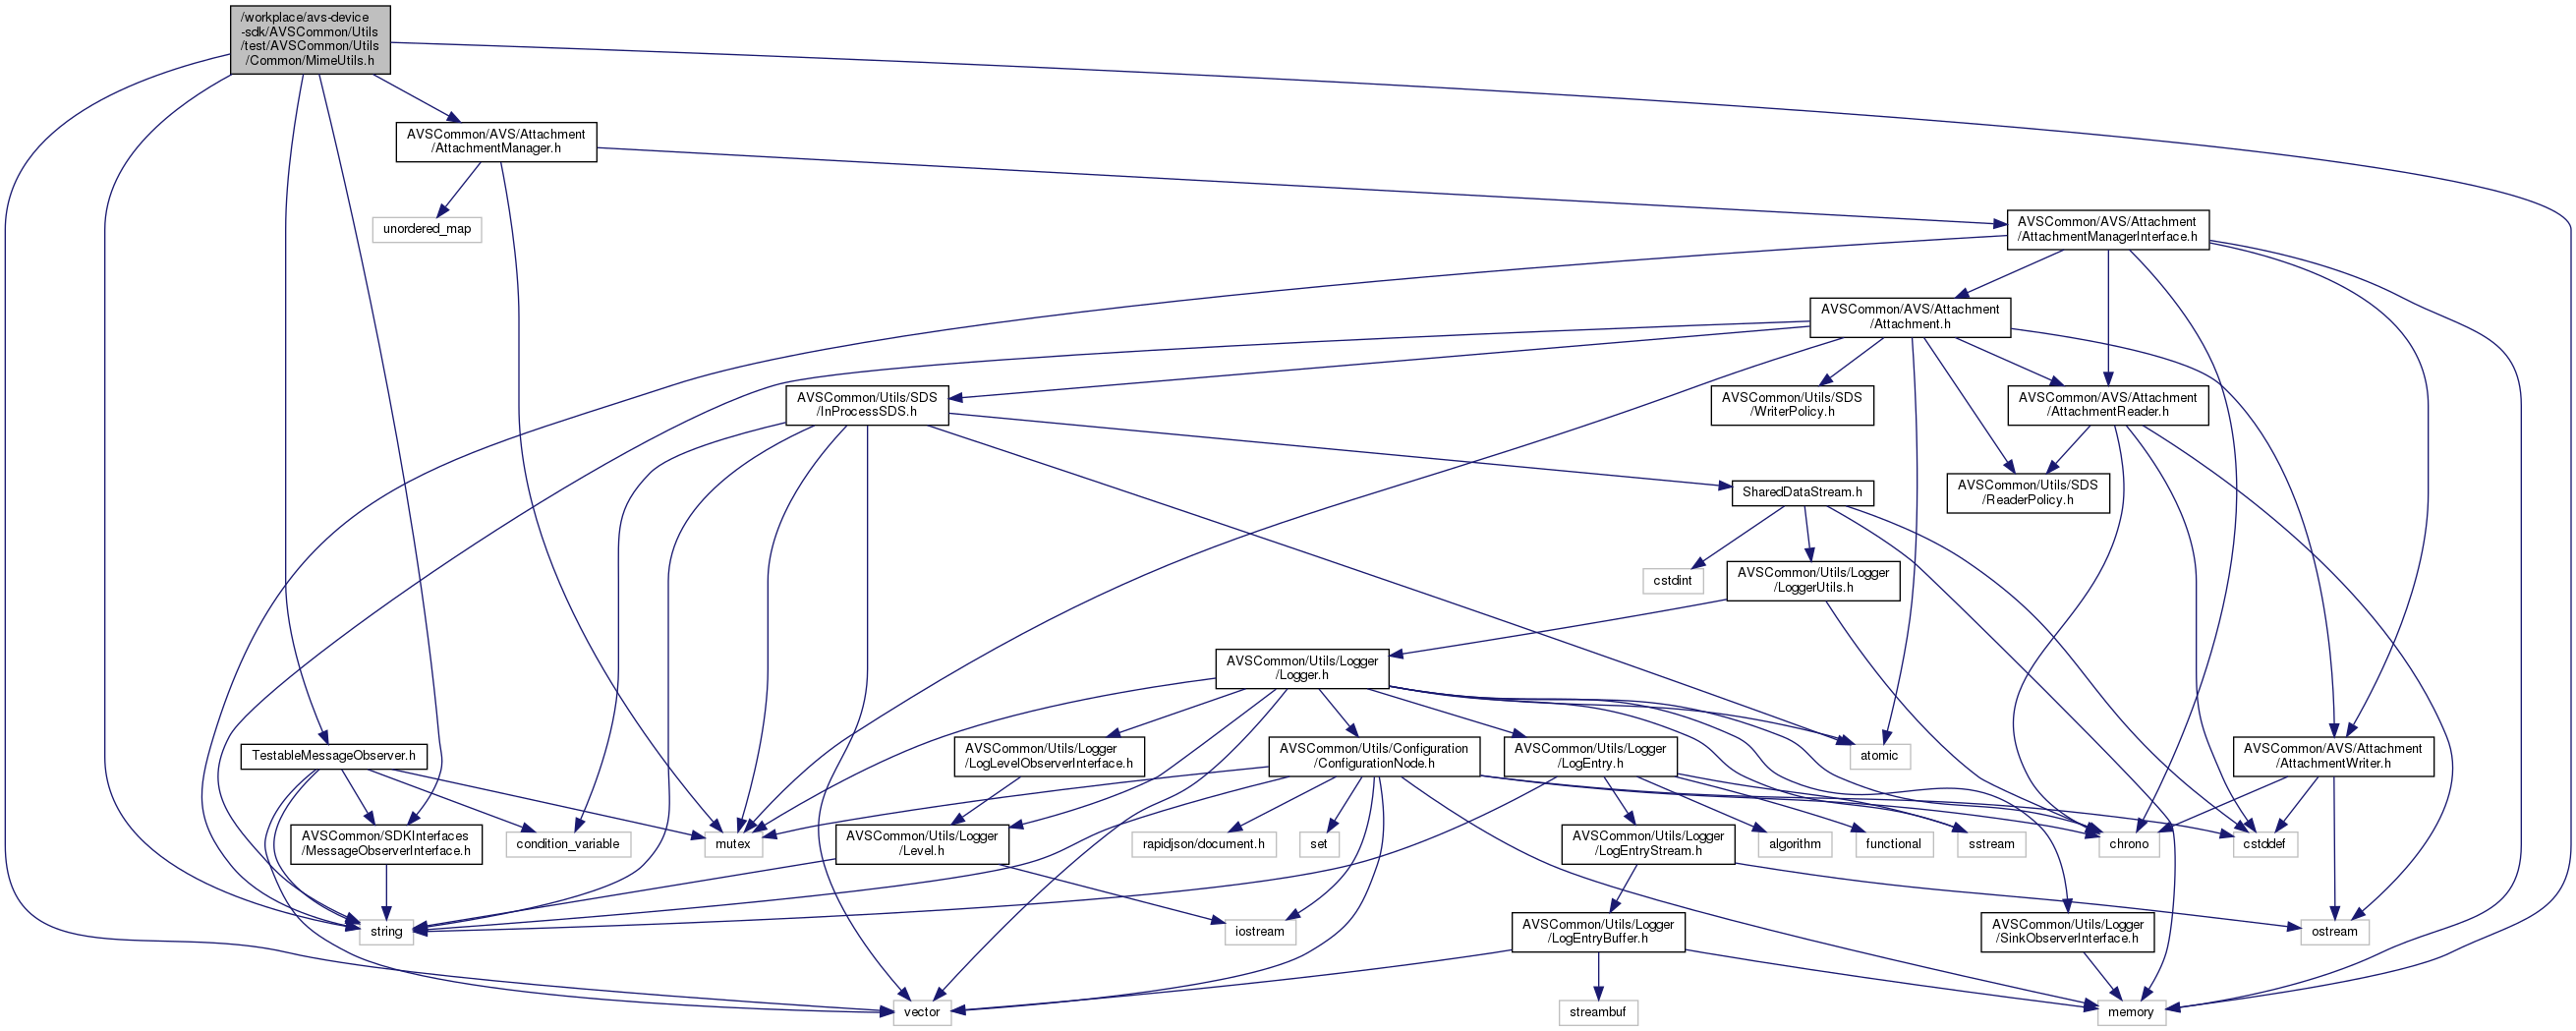 /workplace/avs-device
-sdk/AVSCommon/Utils
/test/AVSCommon/Utils
/Common/MimeUtils.h
AVSCommon/AVS/Attachment
/AttachmentManager.h
unordered_map
AVSCommon/AVS/Attachment
/AttachmentManagerInterface.h
AVSCommon/AVS/Attachment
/Attachment.h
AVSCommon/Utils/SDS
/InProcessSDS.h
AVSCommon/Utils/SDS
/WriterPolicy.h
AVSCommon/AVS/Attachment
/AttachmentReader.h
SharedDataStream.h
AVSCommon/Utils/SDS
/ReaderPolicy.h
cstdint
AVSCommon/Utils/Logger
/LoggerUtils.h
AVSCommon/Utils/Logger
/Logger.h
TestableMessageObserver.h
AVSCommon/Utils/Logger
/LogLevelObserverInterface.h
AVSCommon/Utils/Configuration
/ConfigurationNode.h
AVSCommon/Utils/Logger
/LogEntry.h
atomic
AVSCommon/AVS/Attachment
/AttachmentWriter.h
AVSCommon/SDKInterfaces
/MessageObserverInterface.h
condition_variable
mutex
AVSCommon/Utils/Logger
/Level.h
rapidjson/document.h
set
AVSCommon/Utils/Logger
/LogEntryStream.h
algorithm
functional
sstream
chrono
cstddef
string
iostream
AVSCommon/Utils/Logger
/LogEntryBuffer.h
AVSCommon/Utils/Logger
/SinkObserverInterface.h
ostream
vector
streambuf
memory